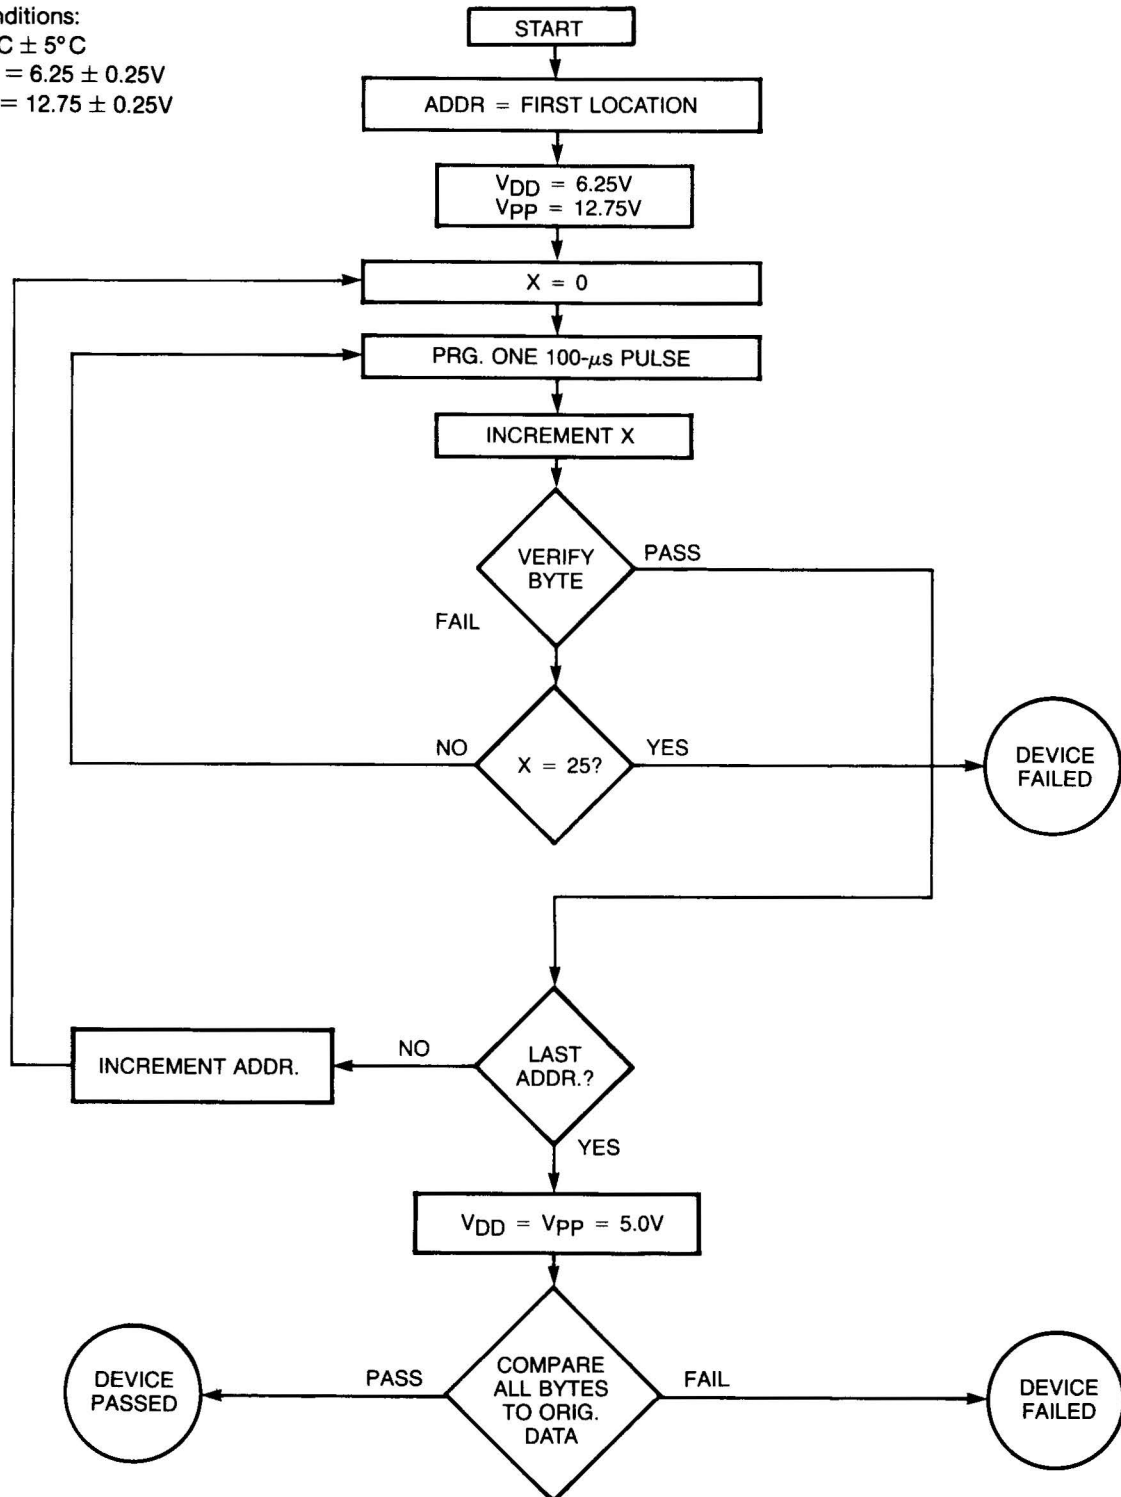 nditions:
C ± 5°C
= 6.25 ± 0.25V
= 12.75 ± 0.25V
START
ADDR = FIRST LOCATION
VDD = 6.25V
VPP = 12.75V
X = 0
PRG. ONE 100-μs PULSE
INCREMENT X
VERIFY
BYTE
PASS
FAIL
NO
X = 25?
YES
DEVICE
FAILED
INCREMENT ADDR.
NO
LAST
ADDR.?
YES
VDD = VPP = 5.0V
DEVICE
PASSED
PASS
COMPARE
ALL BYTES
TO ORIG.
DATA
FAIL
DEVICE
FAILED